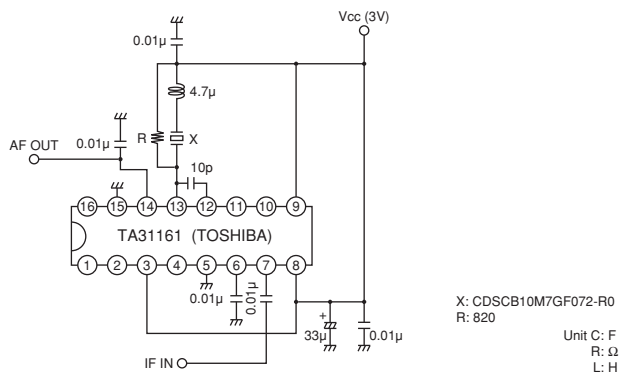 Vcc (3V)
0.01µ
4.7µ
R
X
AF OUT
0.01µ
10p
16 15 14 13 12 11 10 9
TA31161 (TOSHIBA)
1 2 3 4 5 6 7 8
0.01µ
0.01µ
+
33µ
0.01µ
IF IN
X: CDSCB10M7GF072-R0
R: 820
Unit C: F
R: Ω
L: H